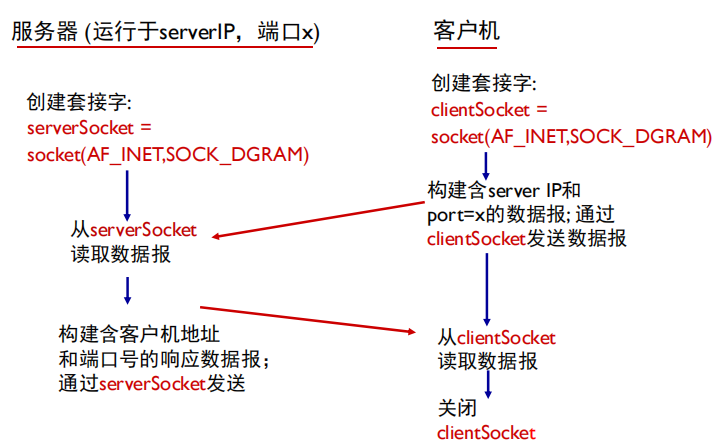 服务器 (运行于serverIP，端口x)
创建套接字:
serverSocket =
socket(AF_INET,SOCK_DGRAM)
从serverSocket
读取数据报
构建含客户机地址
和端口号的响应数据报；
通过serverSocket发送
客户机
创建套接字:
clientSocket =
socket(AF_INET,SOCK_DGRAM)
构建含server IP和
port=x的数据报; 通过
clientSocket发送数据报
从clientSocket
读取数据报
关闭
clientSocket